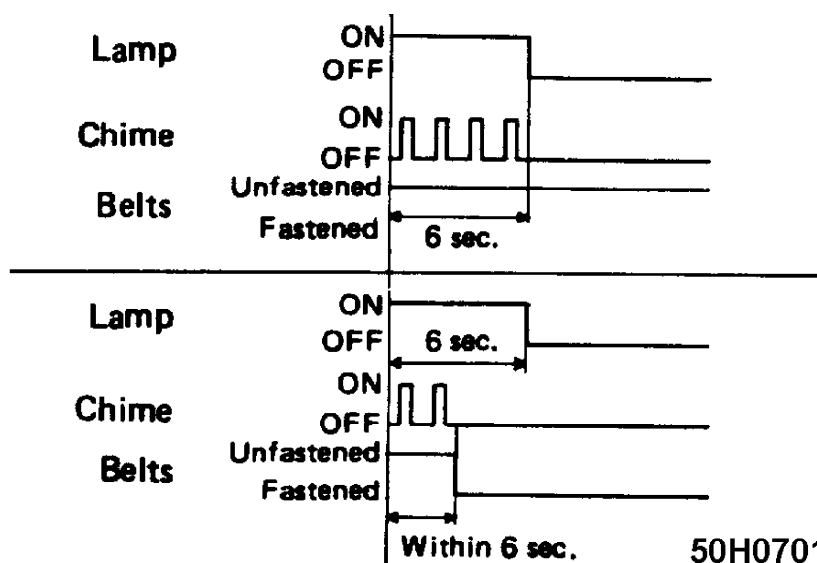 Lamp
ON
OFF
Chime
ON
OFF
Belts
Unfastened
Fastened
6 sec.
Lamp
ON
OFF
6 sec.
Chime
ON
OFF
Belts
Unfastened
Fastened
Within 6 sec.
50H0701